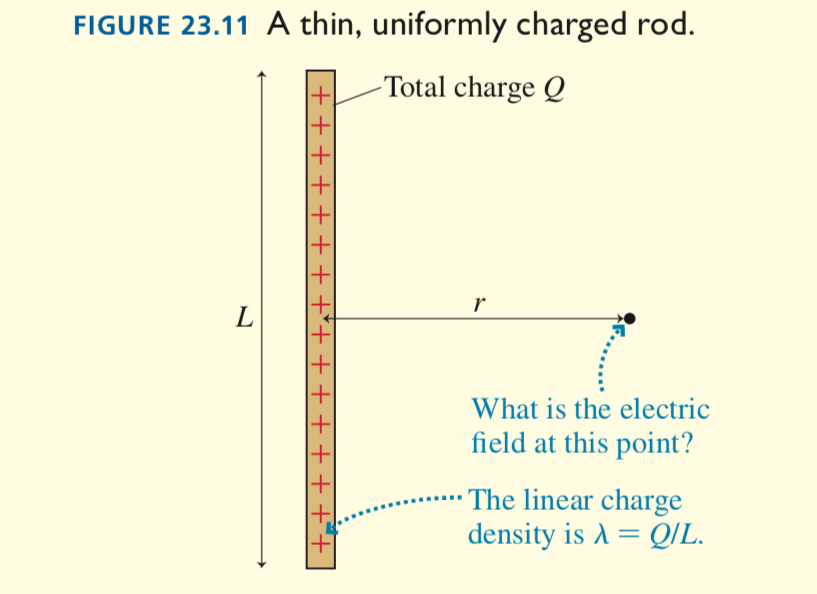 FIGURE 23.11 A thin, uniformly charged rod.
Total charge Q
L
r
What is the electric
field at this point?
The linear charge
density is λ = Q/L.